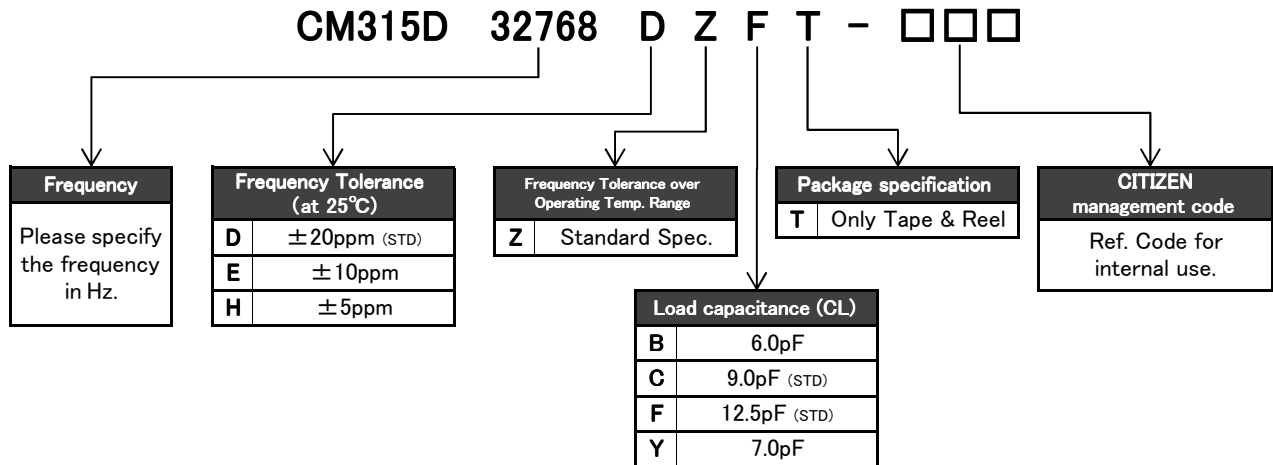 CM315D 32768 D Z F T - □□□
Frequency
Please specify
the frequency
in Hz.
Frequency Tolerance
(at 25℃)
D ±20ppm (STD)
E ±10ppm
H ±5ppm
Frequency Tolerance over
Operating Temp. Range
Z Standard Spec.
Load capacitance (CL)
B 6.0pF
C 9.0pF (STD)
F 12.5pF (STD)
Y 7.0pF
Package specification
T Only Tape & Reel
CITIZEN
management code
Ref. Code for
internal use.